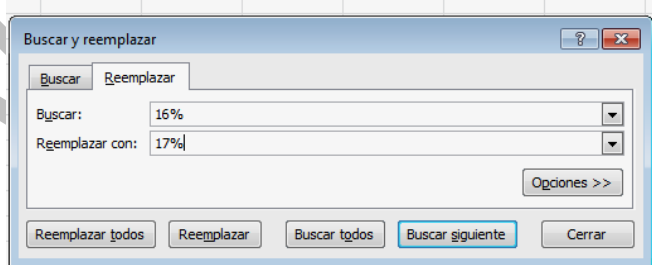 Buscar y reemplazar
Buscar Reemplazar
Buscar: 16%
Reemplazar con: 17%
Opciones >>
Reemplazar todos Reemplazar Buscar todos Buscar siguiente Cerrar